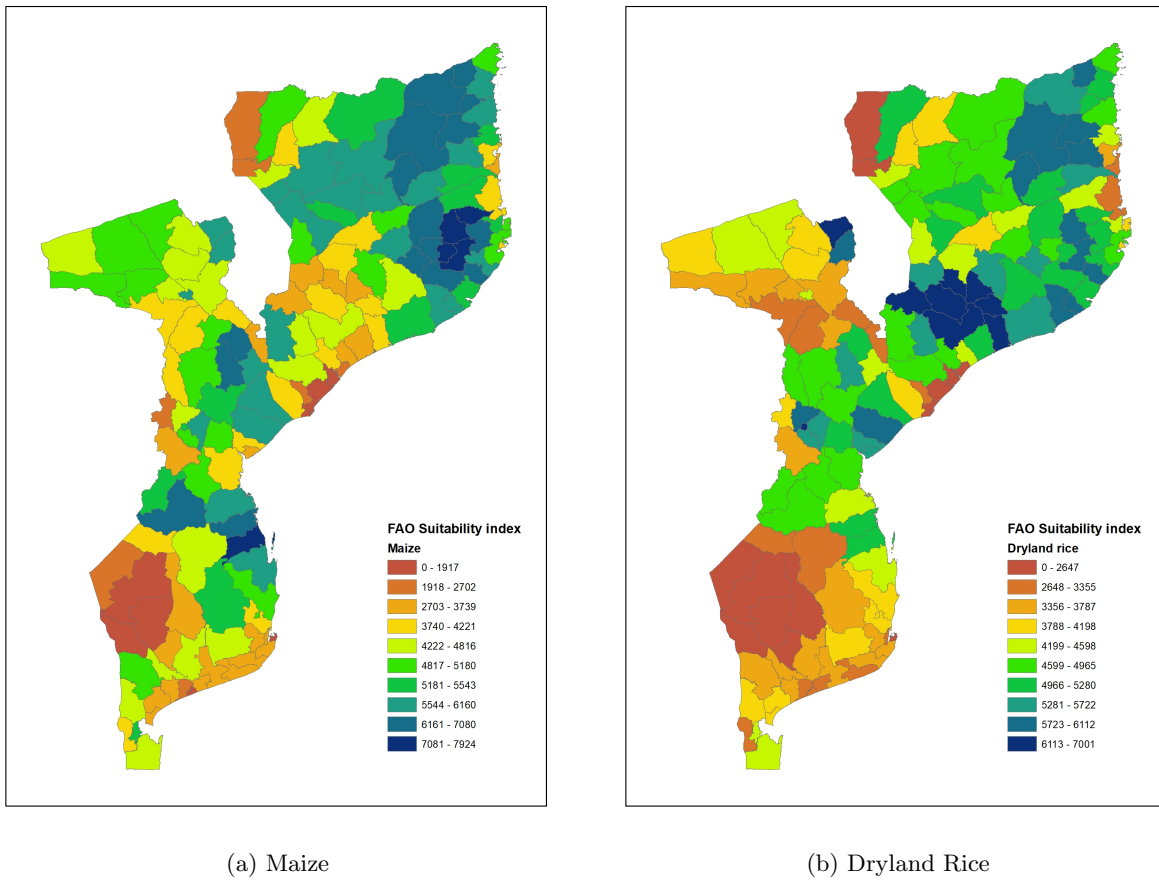 FAO Suitability index
Maize
0 - 1917
1918 - 2702
2703 - 3739
3740 - 4221
4222 - 4816
4817 - 5180
5181 - 5543
5544 - 6160
6161 - 7080
7081 - 7924
(a) Maize
FAO Suitability index
Dryland rice
0 - 2647
2648 - 3355
3356 - 3787
3788 - 4198
4199 - 4598
4599 - 4965
4966 - 5280
5281 - 5722
5723 - 6112
6113 - 7001
(b) Dryland Rice